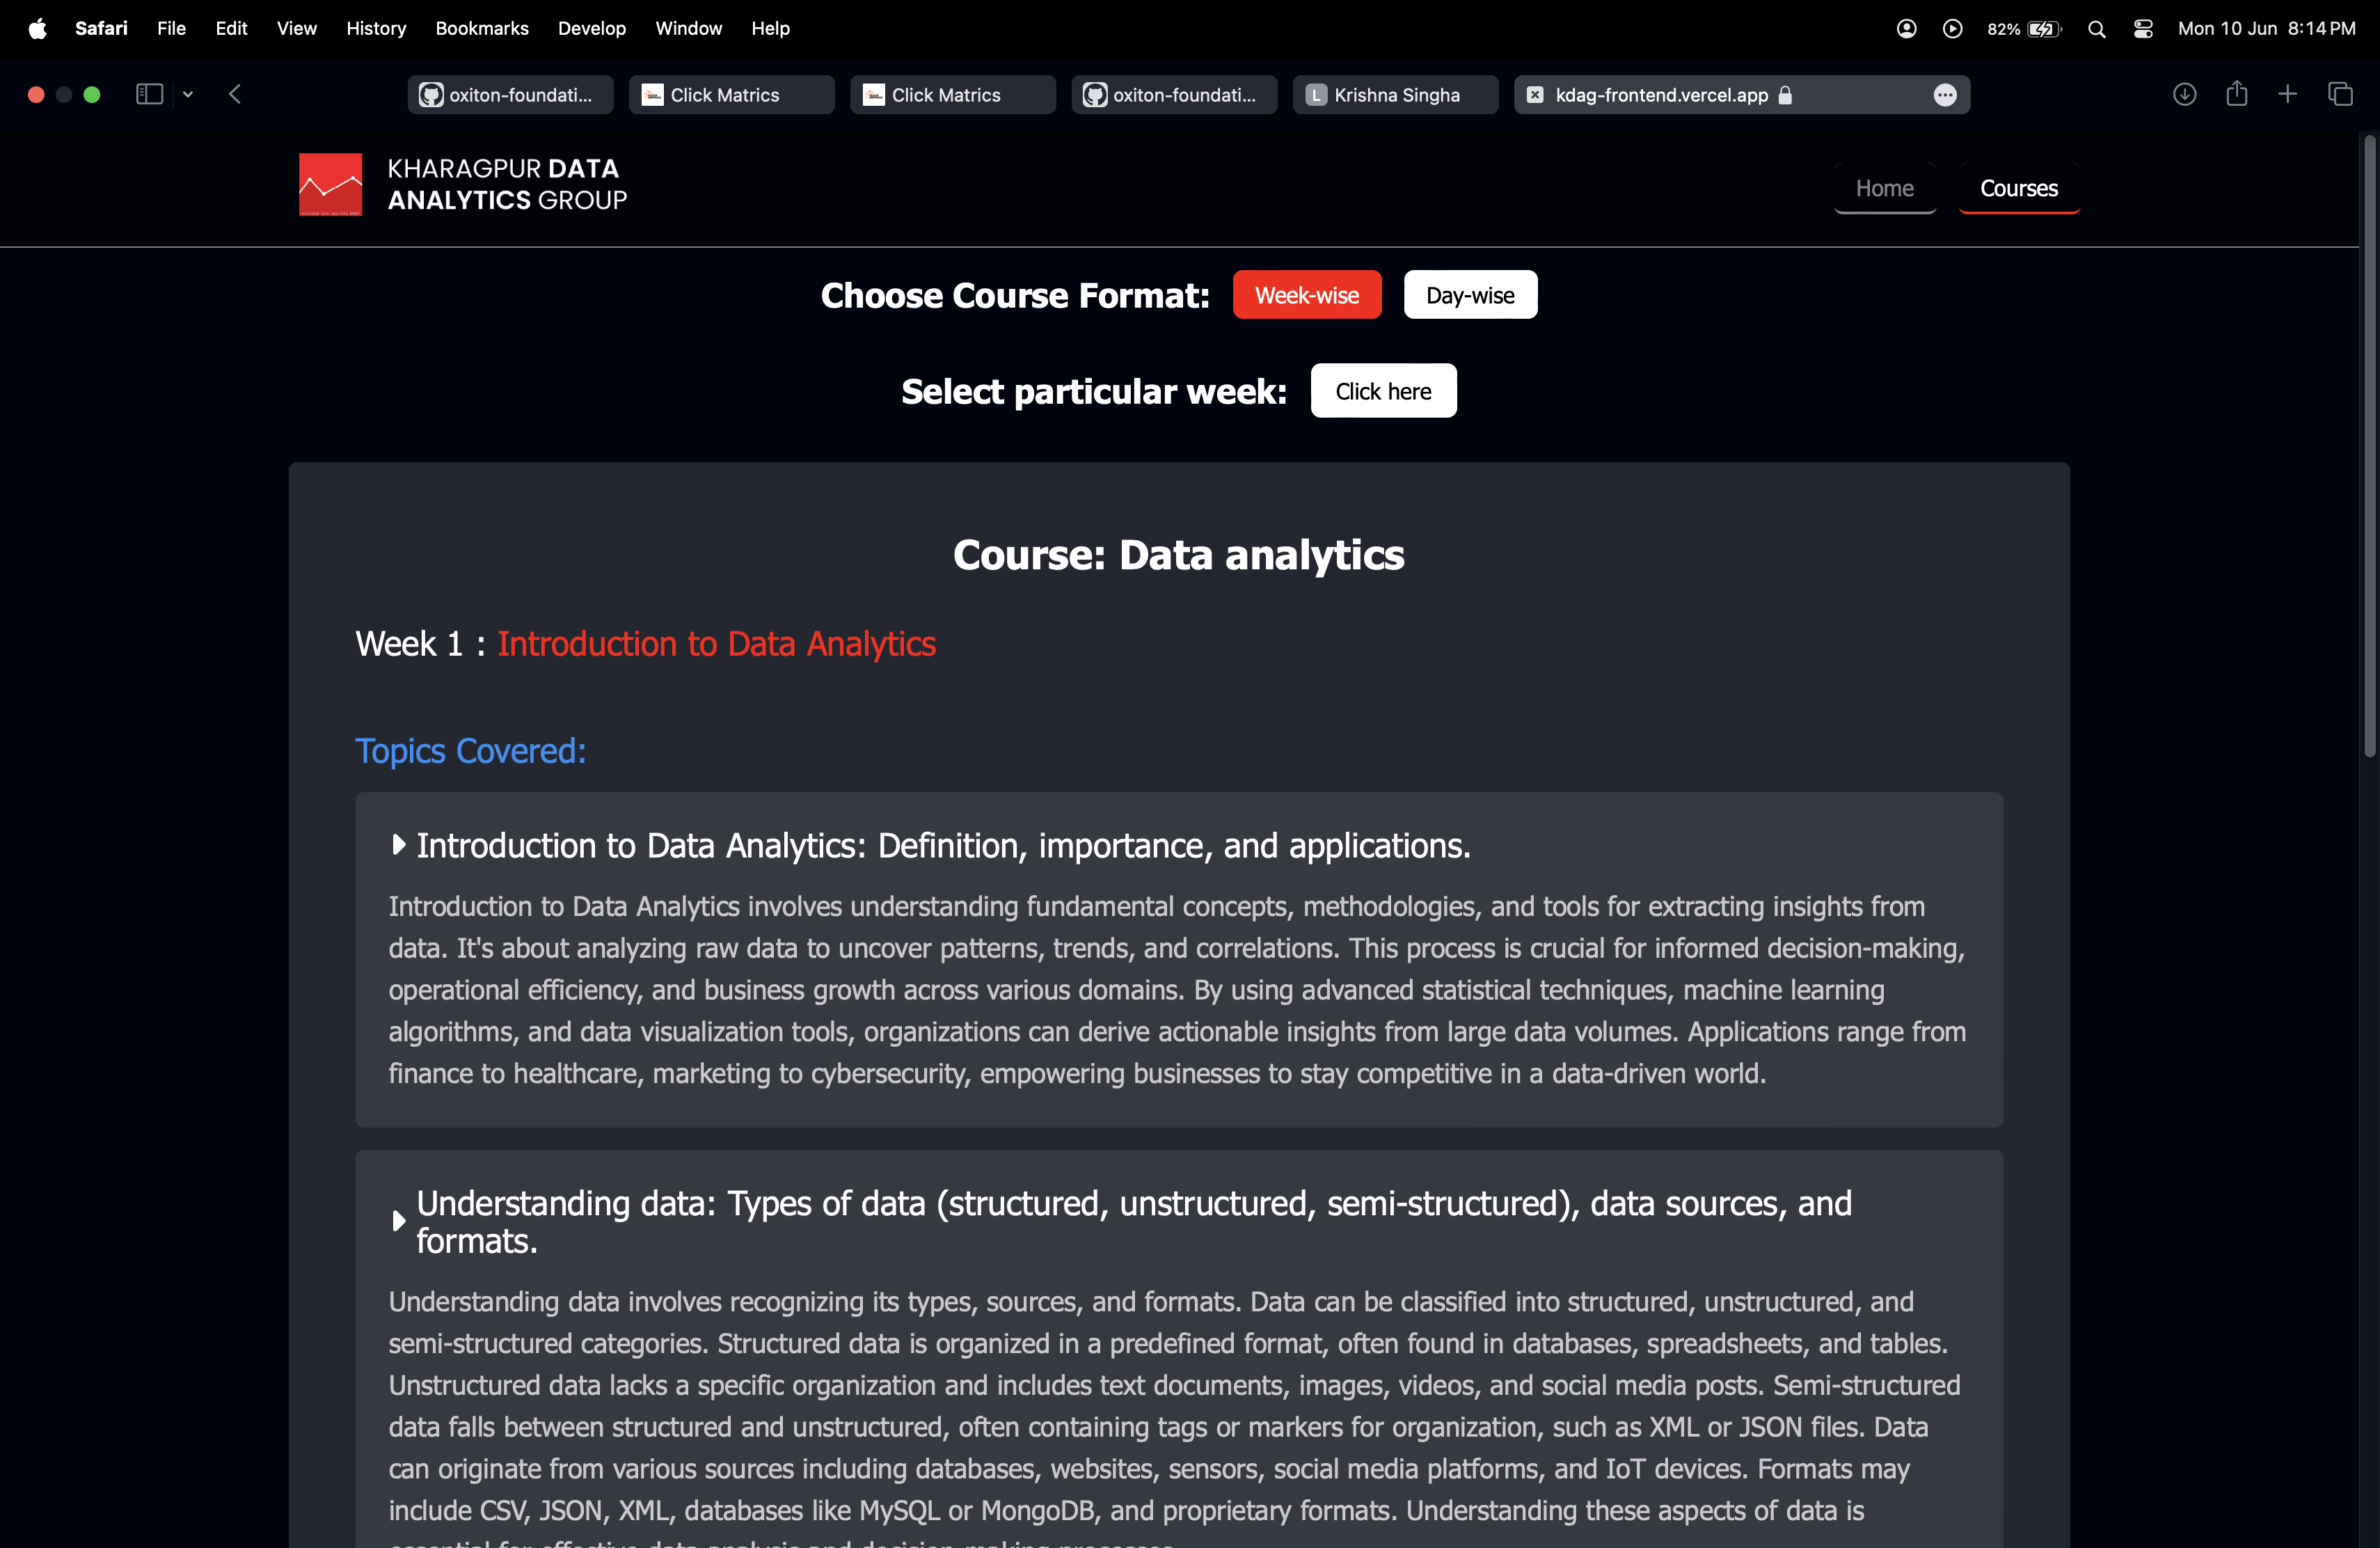 Safari File Edit View History Bookmarks Develop Window Help 82% Mon 10 Jun 8:14 PM
oxiton-foundati... Click Matrics Click Matrics oxiton-foundati... L Krishna Singha kdag-frontend.vercel.app
KHARAGPUR DATA
ANALYTICS GROUP
Home Courses
Choose Course Format: Week-wise Day-wise
Select particular week: Click here
Course: Data analytics
Week 1 : Introduction to Data Analytics
Topics Covered:
Introduction to Data Analytics: Definition, importance, and applications.
Introduction to Data Analytics involves understanding fundamental concepts, methodologies, and tools for extracting insights from
data. It's about analyzing raw data to uncover patterns, trends, and correlations. This process is crucial for informed decision-making,
operational efficiency, and business growth across various domains. By using advanced statistical techniques, machine learning
algorithms, and data visualization tools, organizations can derive actionable insights from large data volumes. Applications range from
finance to healthcare, marketing to cybersecurity, empowering businesses to stay competitive in a data-driven world.
Understanding data: Types of data (structured, unstructured, semi-structured), data sources, and
formats.
Understanding data involves recognizing its types, sources, and formats. Data can be classified into structured, unstructured, and
semi-structured categories. Structured data is organized in a predefined format, often found in databases, spreadsheets, and tables.
Unstructured data lacks a specific organization and includes text documents, images, videos, and social media posts. Semi-structured
data falls between structured and unstructured, often containing tags or markers for organization, such as XML or JSON files. Data
can originate from various sources including databases, websites, sensors, social media platforms, and IoT devices. Formats may
include CSV, JSON, XML, databases like MySQL or MongoDB, and proprietary formats. Understanding these aspects of data is